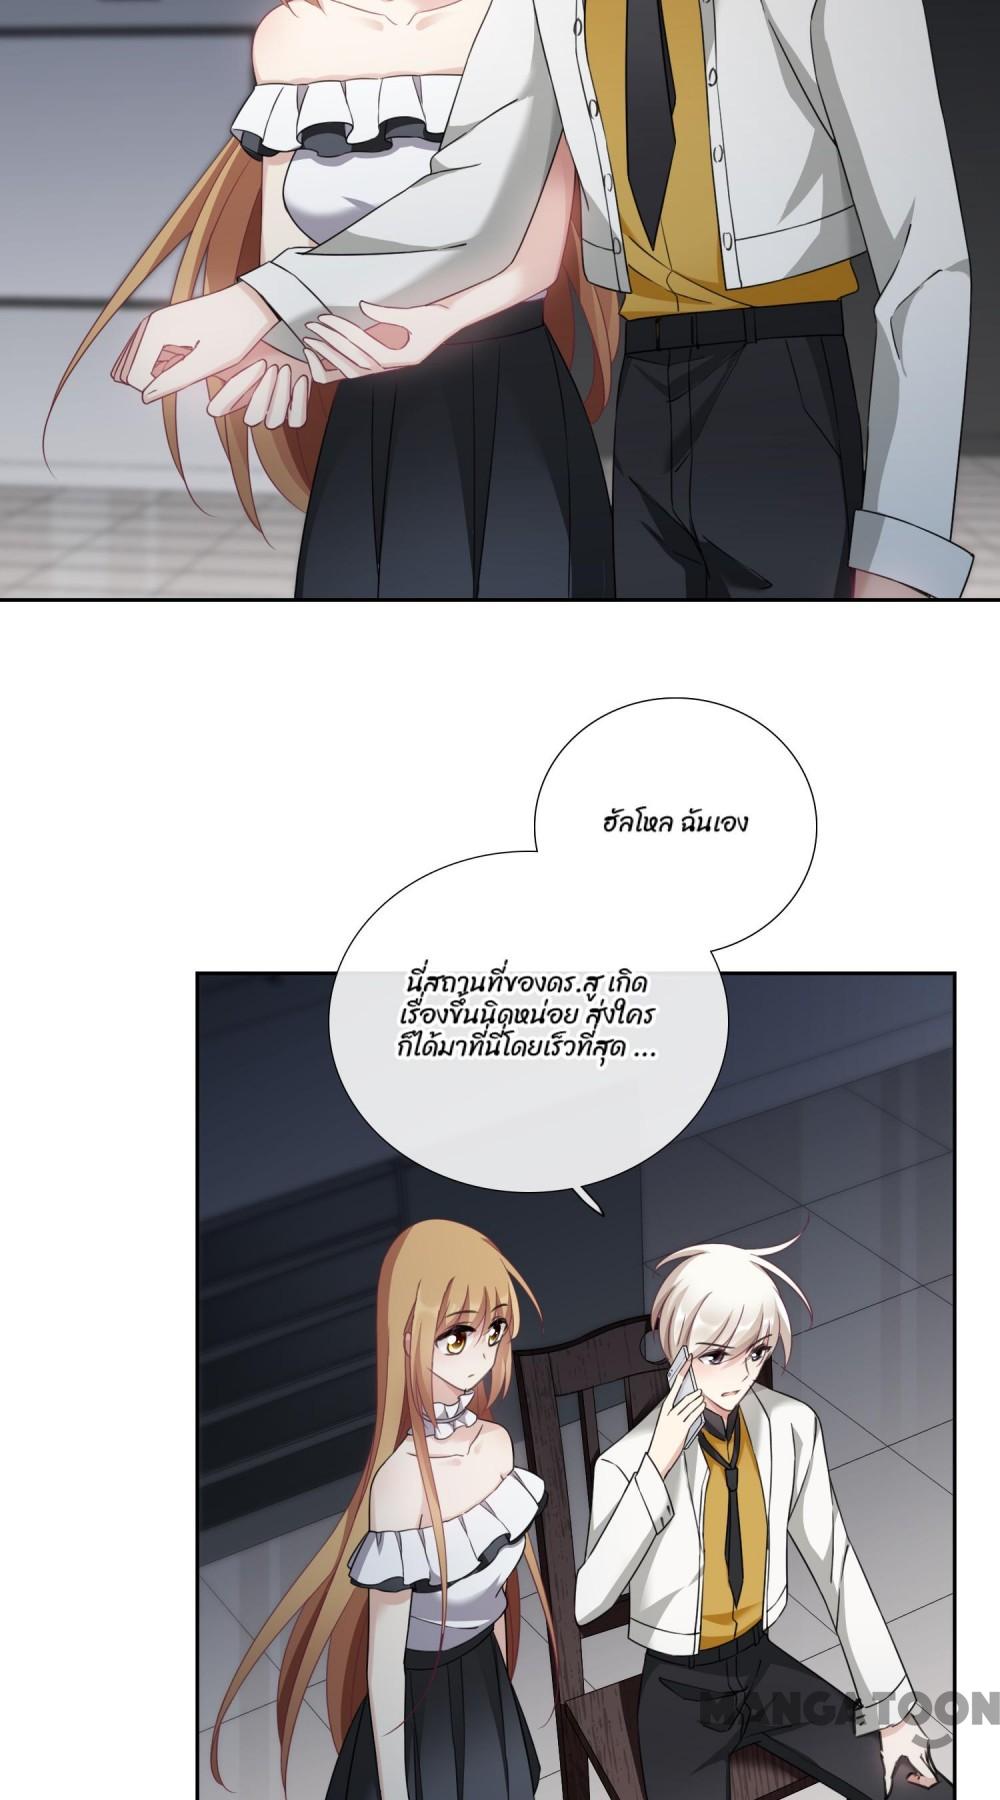 ฮัลโหล ฉันเอง
นี่สถานที่ของดร.สู เกิด
เรื่องขึ้นนิดหน่อย ส่งใคร
ก็ได้มาที่นี่โดยเร็วที่สุด ...
MANGATOON